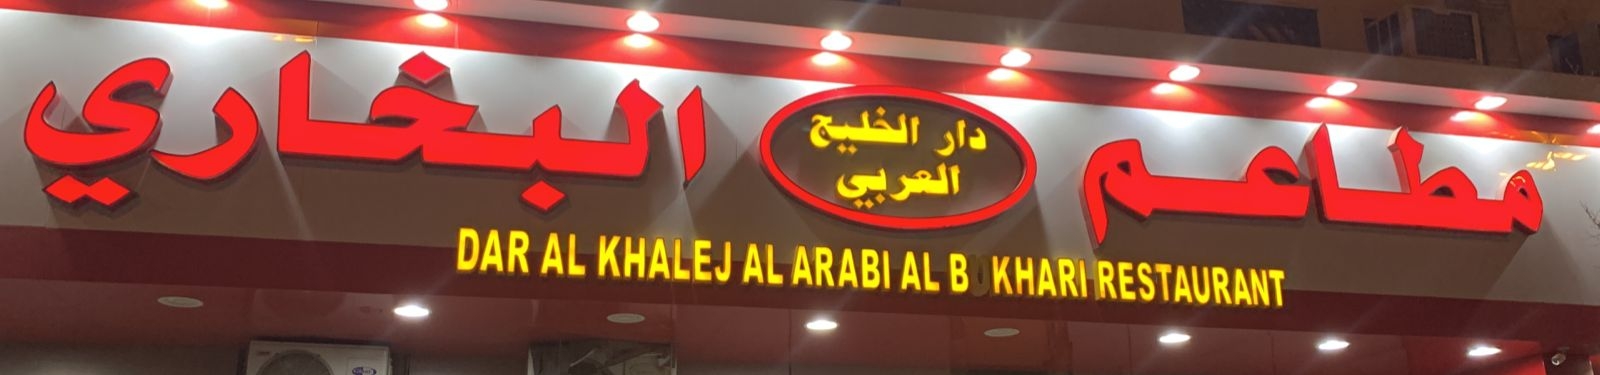 مطاعم
دار الخليج
العربي
البخاري
DAR AL KHALEJ AL ARABI AL BUKHARI RESTAURANT